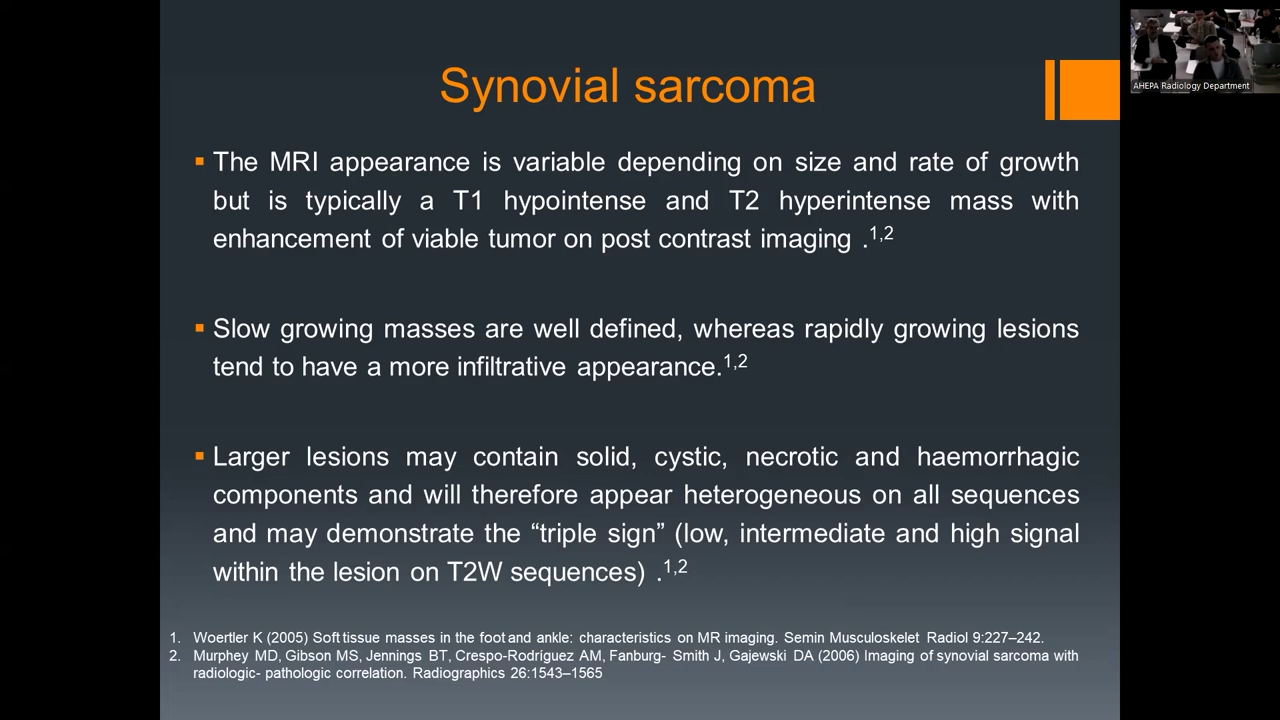 Synovial sarcoma
▪ The MRI appearance is variable depending on size and rate of growth
but is typically a T1 hypointense and T2 hyperintense mass with
enhancement of viable tumor on post contrast imaging .1,2
▪ Slow growing masses are well defined, whereas rapidly growing lesions
tend to have a more infiltrative appearance.1,2
▪ Larger lesions may contain solid, cystic, necrotic and haemorrhagic
components and will therefore appear heterogeneous on all sequences
and may demonstrate the “triple sign” (low, intermediate and high signal
within the lesion on T2W sequences) .1,2
1. Woertler K (2005) Soft tissue masses in the foot and ankle: characteristics on MR imaging. Semin Musculoskelet Radiol 9:227–242.
2. Murphey MD, Gibson MS, Jennings BT, Crespo-Rodríguez AM, Fanburg- Smith J, Gajewski DA (2006) Imaging of synovial sarcoma with
radiologic- pathologic correlation. Radiographics 26:1543–1565
AHEPA Radiology Department